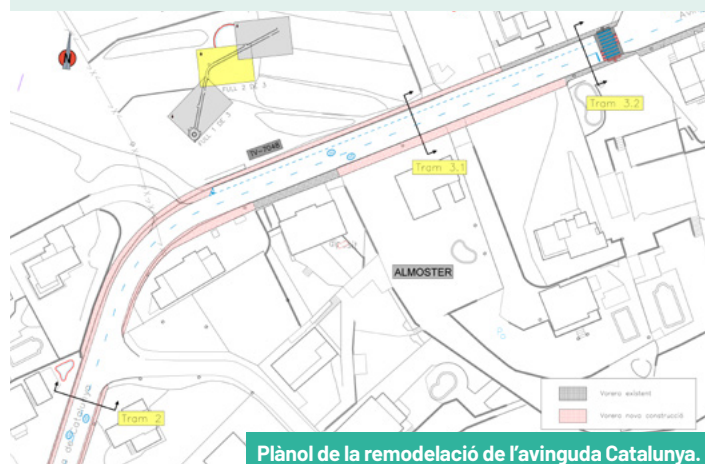 FULL 2 DE 3
FULL 1 DE 3
TV-7048
Tram 3.2
Tram 3.1
ALMOSTER
Tram 2
Vorera existent
Vorera nova construcció
Plànol de la remodelació de l'avinguda Catalunya.